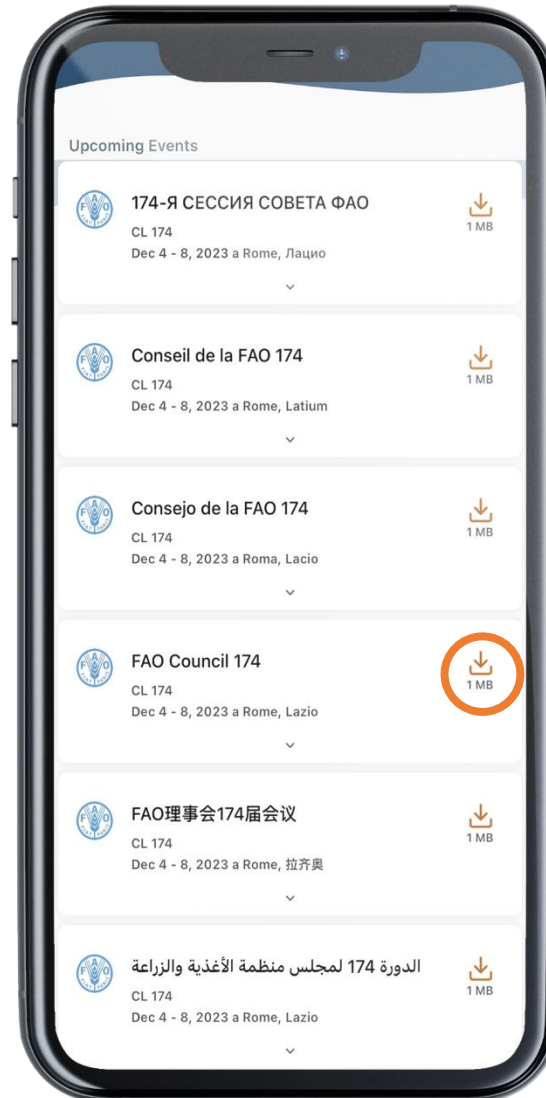 Upcoming Events
174-Я СЕССИЯ СОВЕТА ФАО
1 MB
CL 174
Dec 4 - 8, 2023 a Rome, Лацио
Conseil de la FAO 174
1 MB
CL 174
Dec 4 - 8, 2023 a Rome, Latium
Consejo de la FAO 174
1 MB
CL 174
Dec 4 - 8, 2023 a Roma, Lacio
FAO Council 174
1 MB
CL 174
Dec 4 - 8, 2023 a Rome, Lazio
FAO理事会174届会议
1 MB
CL 174
Dec 4 - 8, 2023 a Rome, 拉齐奥
الدورة 174 لمجلس منظمة الأغذية والزراعة
1 MB
CL 174
Dec 4 - 8, 2023 a Rome, Lazio